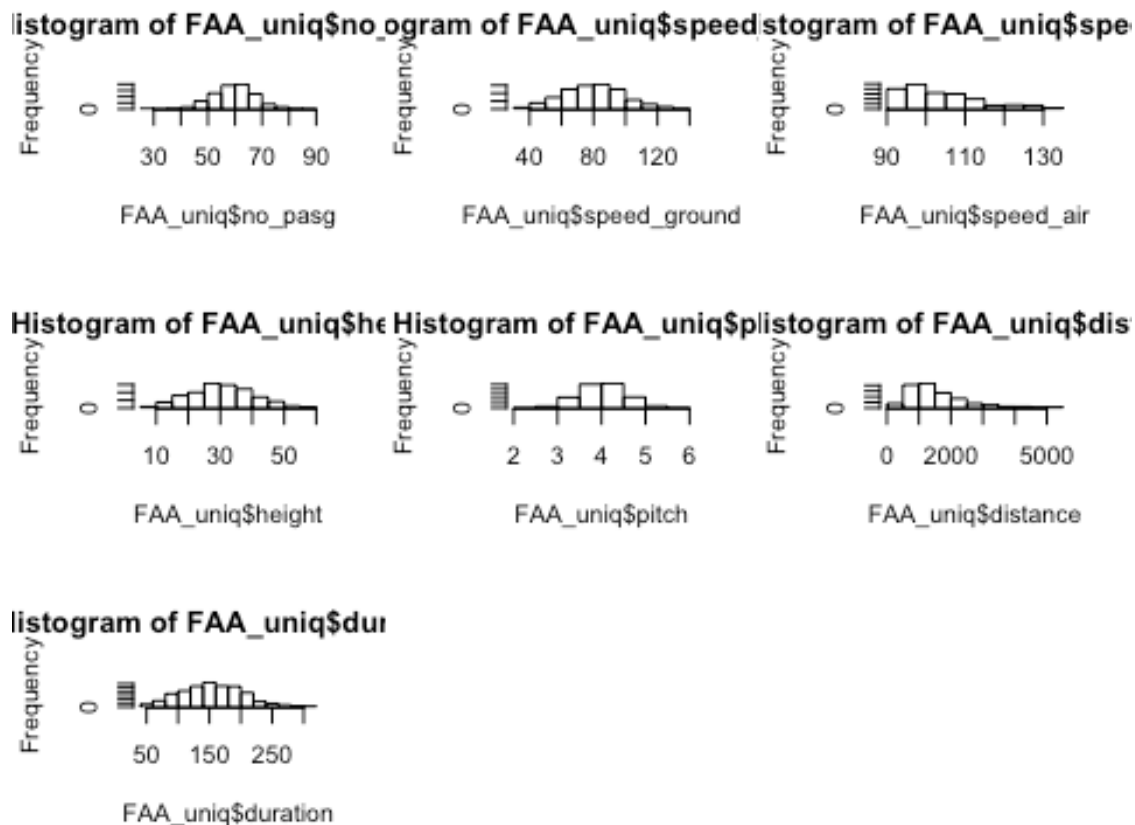 istogram of FAA_uniq$no_
ogram of FAA_uniq$speed_
stogram of FAA_uniq$spe
Frequency
0
30 50 70 90
FAA_uniq$no_pasg
Frequency
0
40 80 120
FAA_uniq$speed_ground
Frequency
0
90 110 130
FAA_uniq$speed_air
Histogram of FAA_uniq$he
Histogram of FAA_uniq$p
istogram of FAA_uniq$dis
Frequency
0
10 30 50
FAA_uniq$height
Frequency
0
2 3 4 5 6
FAA_uniq$pitch
Frequency
0
0 2000 5000
FAA_uniq$distance
istogram of FAA_uniq$dur
Frequency
0
50 150 250
FAA_uniq$duration